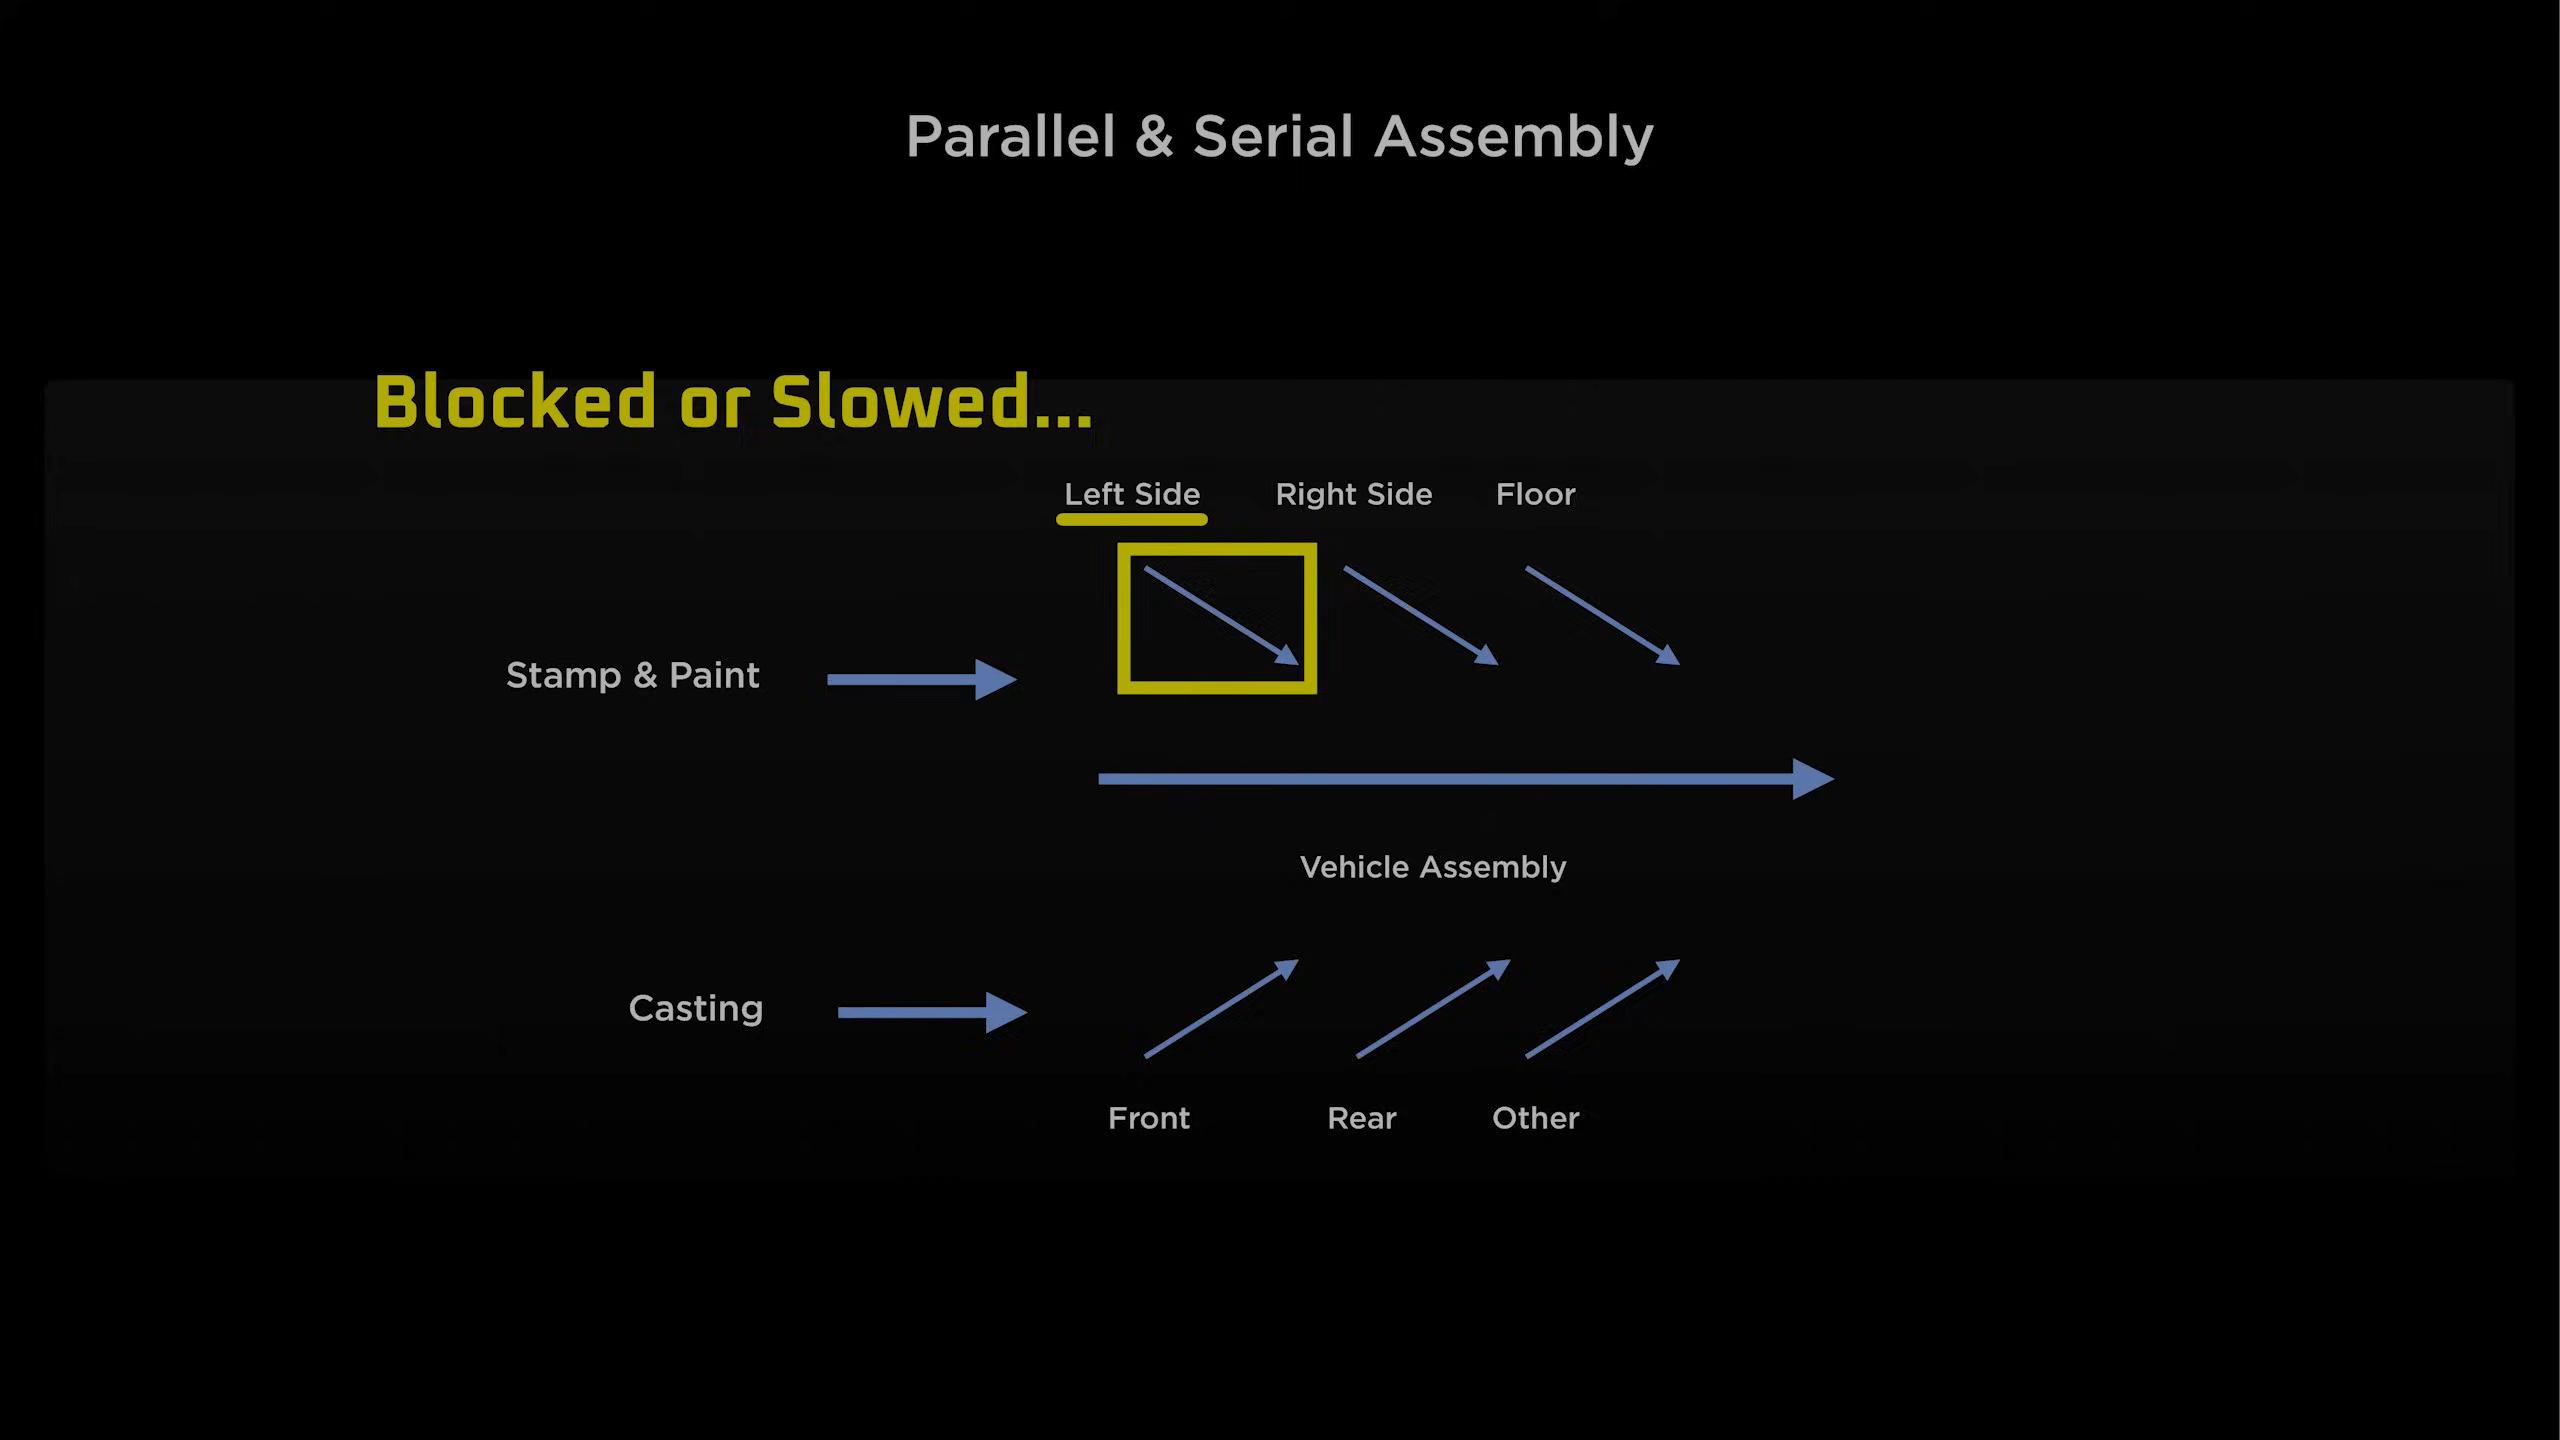 Parallel & Serial Assembly
Blocked or Slowed...
Left Side
Right Side
Floor
Stamp & Paint
Vehicle Assembly
Casting
Front
Rear
Other